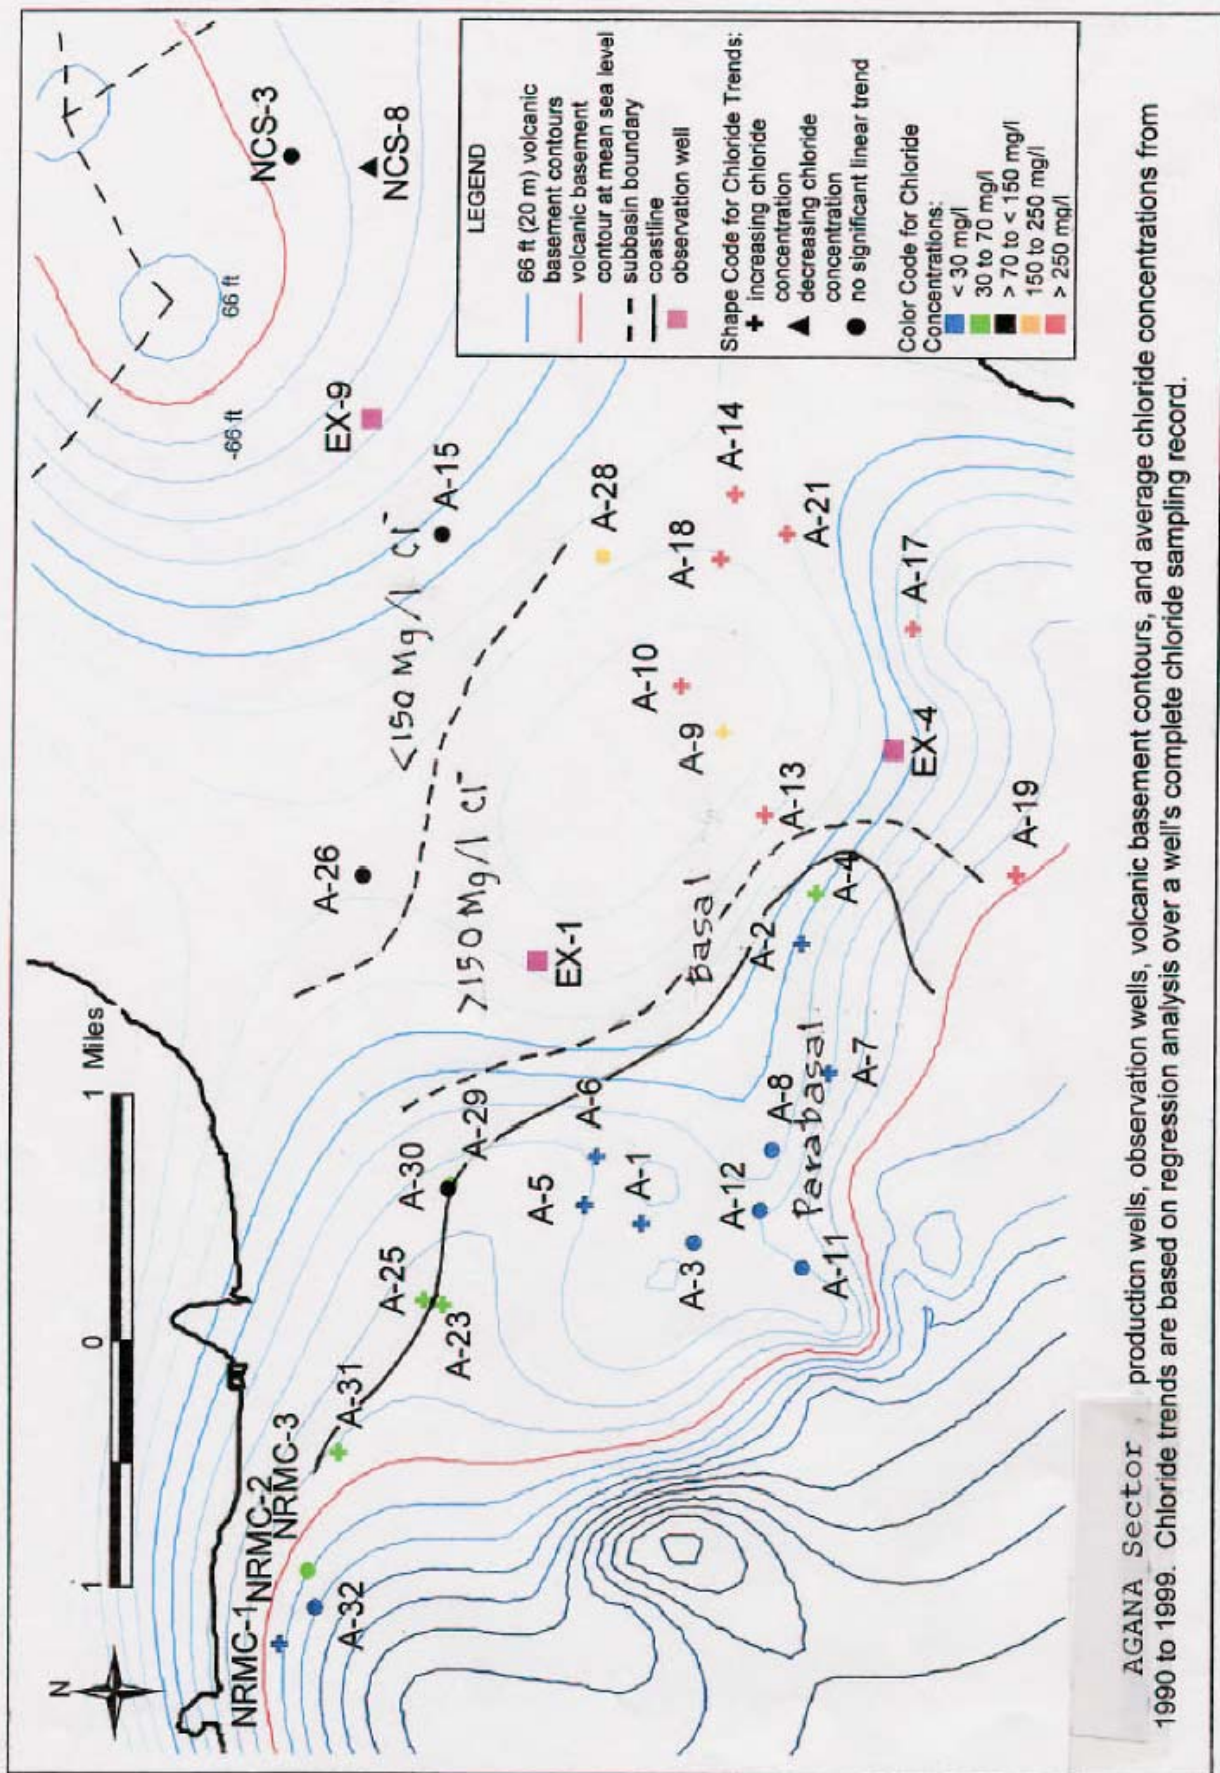 N
1
0
1 Miles
NRMC-1
NRMC-2
NRMC-3
A-32
A-31
A-25
A-23
A-30
A-29
A-5
A-6
A-1
A-3
A-12
A-8
A-11
A-7
A-2
A-4
Parabasal
basal
A-26
EX-1
>150 Mg/l Cl⁻
<150 Mg/l Cl⁻
A-13
A-9
A-10
A-18
A-28
A-14
A-21
A-17
EX-4
A-19
A-15
EX-9
-66 ft
66 ft
NCS-3
NCS-8
LEGEND
66 ft (20 m) volcanic
basement contours
volcanic basement
contour at mean sea level
subbasin boundary
coastline
observation well
Shape Code for Chloride Trends:
increasing chloride
concentration
decreasing chloride
concentration
no significant linear trend
Color Code for Chloride
Concentrations:
< 30 mg/l
30 to 70 mg/l
> 70 to < 150 mg/l
150 to 250 mg/l
> 250 mg/l
AGANA Sector production wells, observation wells, volcanic basement contours, and average chloride concentrations from
1990 to 1999. Chloride trends are based on regression analysis over a well's complete chloride sampling record.